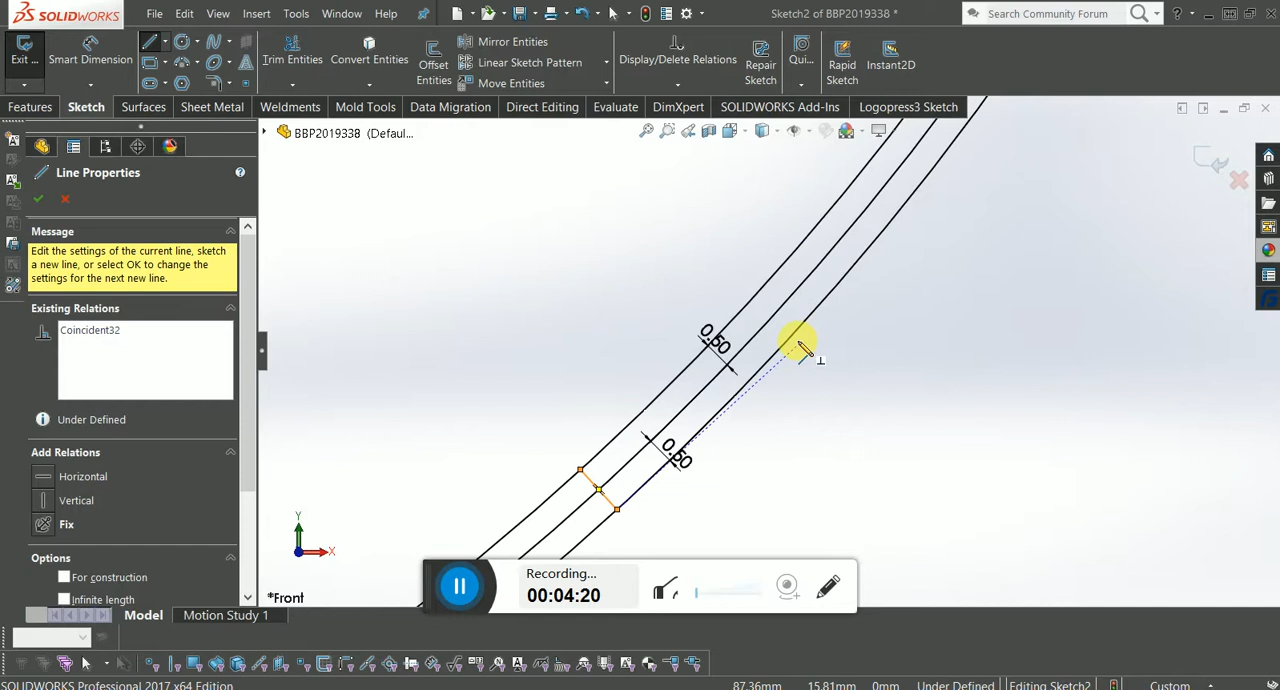 SOLIDWORKS
File Edit View Insert Tools Window Help
Sketch2 of BBP2019338 *
Search Community Forum
Exit ...
Smart Dimension
Trim Entities
Convert Entities
Offset Entities
Mirror Entities
Linear Sketch Pattern
Move Entities
Display/Delete Relations
Repair Sketch
Qui...
Rapid Sketch
Instant2D
Features Sketch Surfaces Sheet Metal Weldments Mold Tools Data Migration Direct Editing Evaluate DimXpert SOLIDWORKS Add-Ins Logopress3 Sketch
BBP2019338 (Defaul...
Line Properties
Message
Edit the settings of the current line, sketch
a new line, or select OK to change the
settings for the next new line.
Existing Relations
Coincident32
Under Defined
Add Relations
Horizontal
Vertical
Fix
Options
For construction
Infinite length
0.50
0.50
Y
X
*Front
Recording...
00:04:20
Model Motion Study 1
SOLIDWORKS Professional 2017 x64 Edition
87.36mm 15.81mm 0mm Under Defined Editing Sketch2 Custom